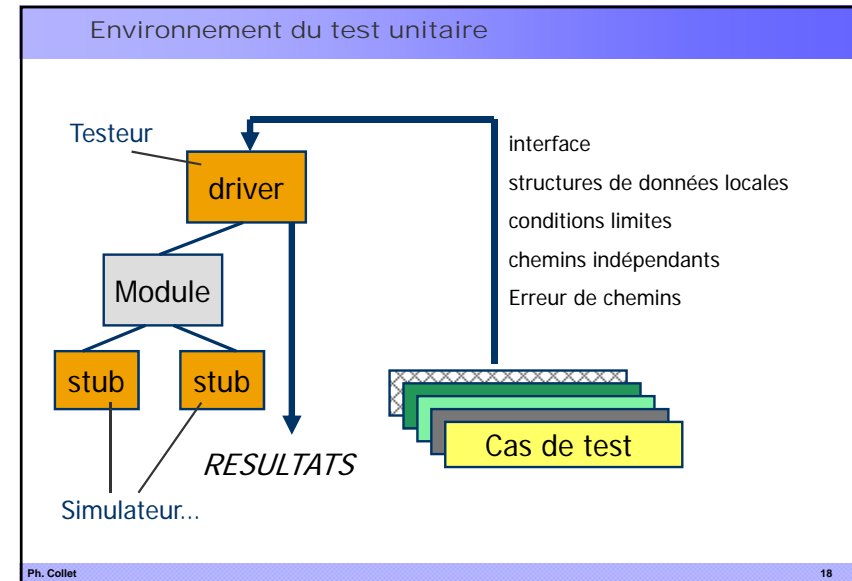 Environnement du test unitaire
Testeur
driver
Module
stub
stub
RESULTATS
Simulateur...
interface
structures de données locales
conditions limites
chemins indépendants
Erreur de chemins
Cas de test
Ph. Collet
18